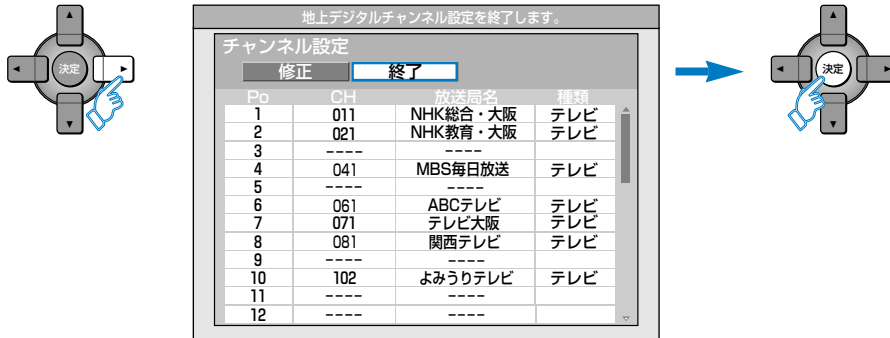 地上デジタルチャンネル設定を終了します。
チャンネル設定
修正 終了
Po CH 放送局名 種類
1 011 NHK総合・大阪 テレビ
2 021 NHK教育・大阪 テレビ
3 ---- ----
4 041 MBS毎日放送 テレビ
5 ---- ----
6 061 ABCテレビ テレビ
7 071 テレビ大阪 テレビ
8 081 関西テレビ テレビ
9 ---- ----
10 102 よみうりテレビ テレビ
11 ---- ----
12 ---- ----
決定
決定